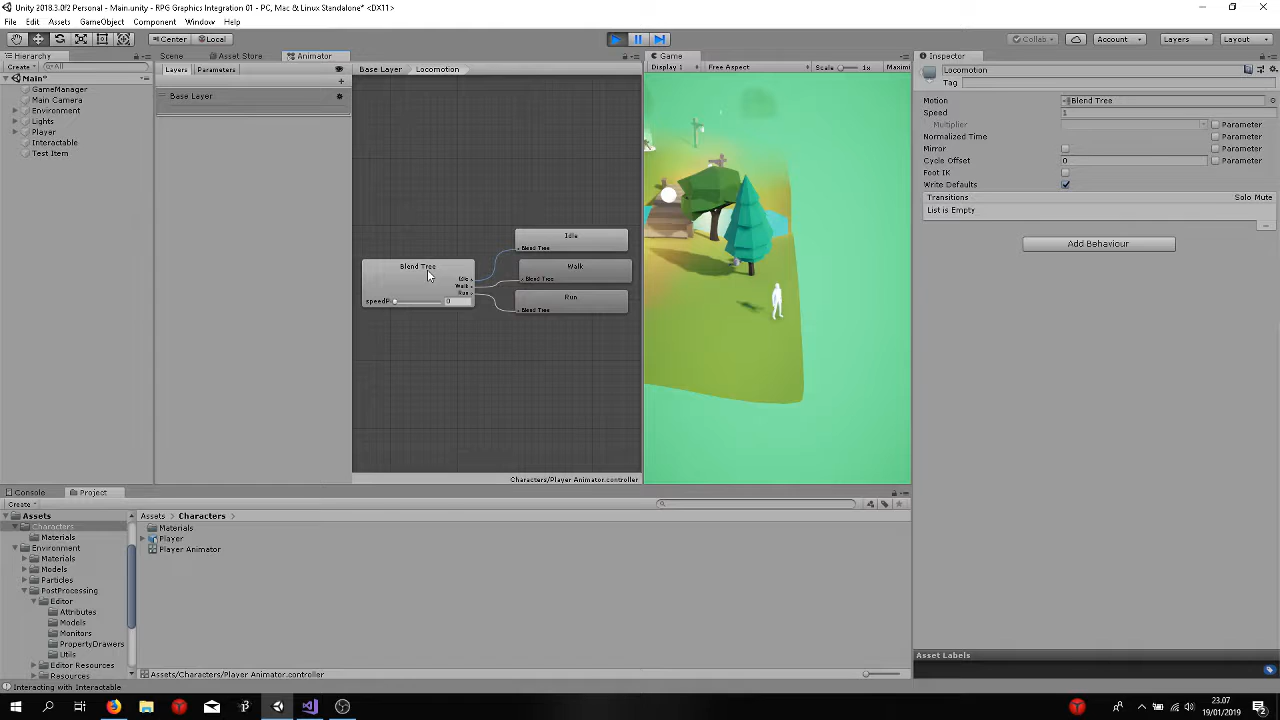 Unity 2018.3.0f2 Personal - Main.unity - RPG Graphics Integration 01 - PC, Mac & Linux Standalone* <DX11>
File Edit Assets GameObject Component Window Help
Center Local Collab Account Layers Layout
Hierarchy
Create All
Main*
GameManager
Main Camera
Environment
Lights
Player
Interactable
Test Item
Scene Asset Store Animator
Layers Parameters
Base Layer
Base Layer Locomotion
Blend Tree
Idle
Walk
Run
speedP 0
Idle
Blend Tree
Walk
Blend Tree
Run
Blend Tree
Characters/Player Animator.controller
Game
Display 1 Free Aspect Scale 1x Maximi
Inspector
Locomotion
Tag
Motion Blend Tree
Speed 1
Multiplier Parameter
Normalized Time Parameter
Mirror Parameter
Cycle Offset 0 Parameter
Foot IK
Write Defaults
Transitions Solo Mute
List is Empty
Add Behaviour
Asset Labels
Console Project
Create
Assets
Characters
Materials
Environment
Materials
Models
Particles
PostProcessing
Editor
Attributes
Models
Monitors
PropertyDrawers
Utils
Editor Resources
Resources
Assets Characters
Materials
Player
Player Animator
Assets/Characters/Player Animator.controller
Interacting with Interactable
23.07
19/01/2019